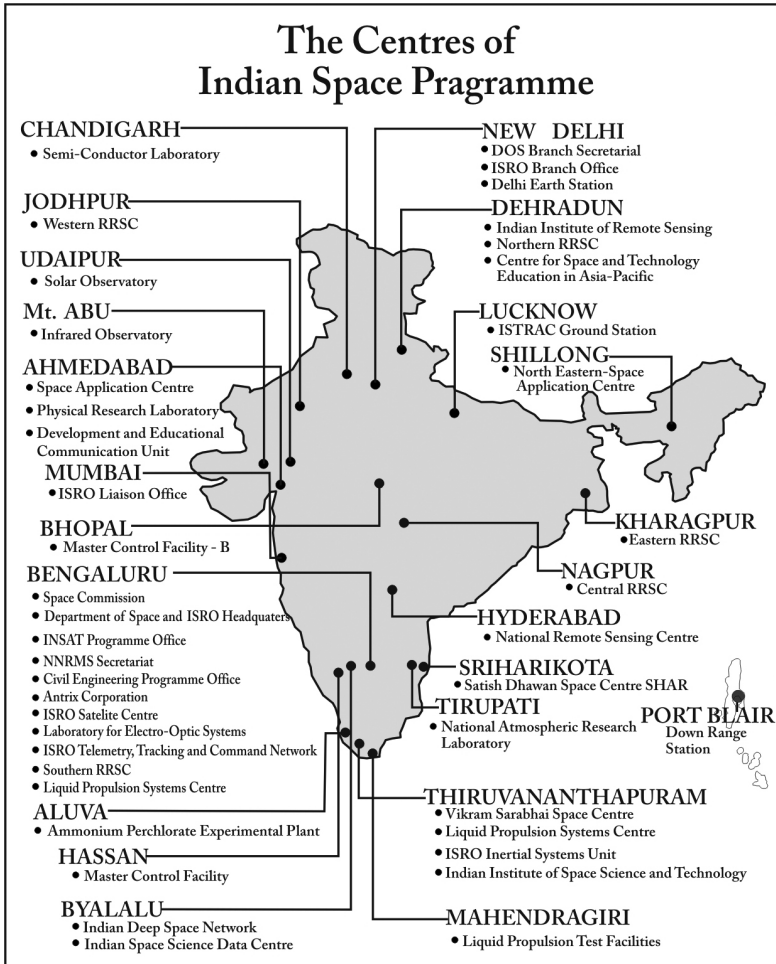 The Centres of
Indian Space Pragramme
CHANDIGARH
• Semi-Conductor Laboratory
JODHPUR
• Western RRSC
UDAIPUR
• Solar Observatory
Mt. ABU
• Infrared Observatory
AHMEDABAD
• Space Application Centre
• Physical Research Laboratory
• Development and Educational
Communication Unit
MUMBAI
• ISRO Liaison Office
BHOPAL
• Master Control Facility - B
BENGALURU
• Space Commission
• Department of Space and ISRO Headquaters
• INSAT Programme Office
• NNRMS Secretariat
• Civil Engineering Programme Office
• Antrix Corporation
• ISRO Satelite Centre
• Laboratory for Electro-Optic Systems
• ISRO Telemetry, Tracking and Command Network
• Southern RRSC
• Liquid Propulsion Systems Centre
ALUVA
• Ammonium Perchlorate Experimental Plant
HASSAN
• Master Control Facility
BYALALU
• Indian Deep Space Network
• Indian Space Science Data Centre
NEW DELHI
• DOS Branch Secretarial
• ISRO Branch Office
• Delhi Earth Station
DEHRADUN
• Indian Institute of Remote Sensing
• Northern RRSC
• Centre for Space and Technology
Education in Asia-Pacific
LUCKNOW
• ISTRAC Ground Station
SHILLONG
• North Eastern-Space
Application Centre
KHARAGPUR
• Eastern RRSC
NAGPUR
• Central RRSC
HYDERABAD
• National Remote Sensing Centre
SRIHARIKOTA
• Satish Dhawan Space Centre SHAR
TIRUPATI
• National Atmospheric Research
Laboratory
PORT BLAIR
Down Range
Station
THIRUVANANTHAPURAM
• Vikram Sarabhai Space Centre
• Liquid Propulsion Systems Centre
• ISRO Inertial Systems Unit
• Indian Institute of Space Science and Technology
MAHENDRAGIRI
• Liquid Propulsion Test Facilities